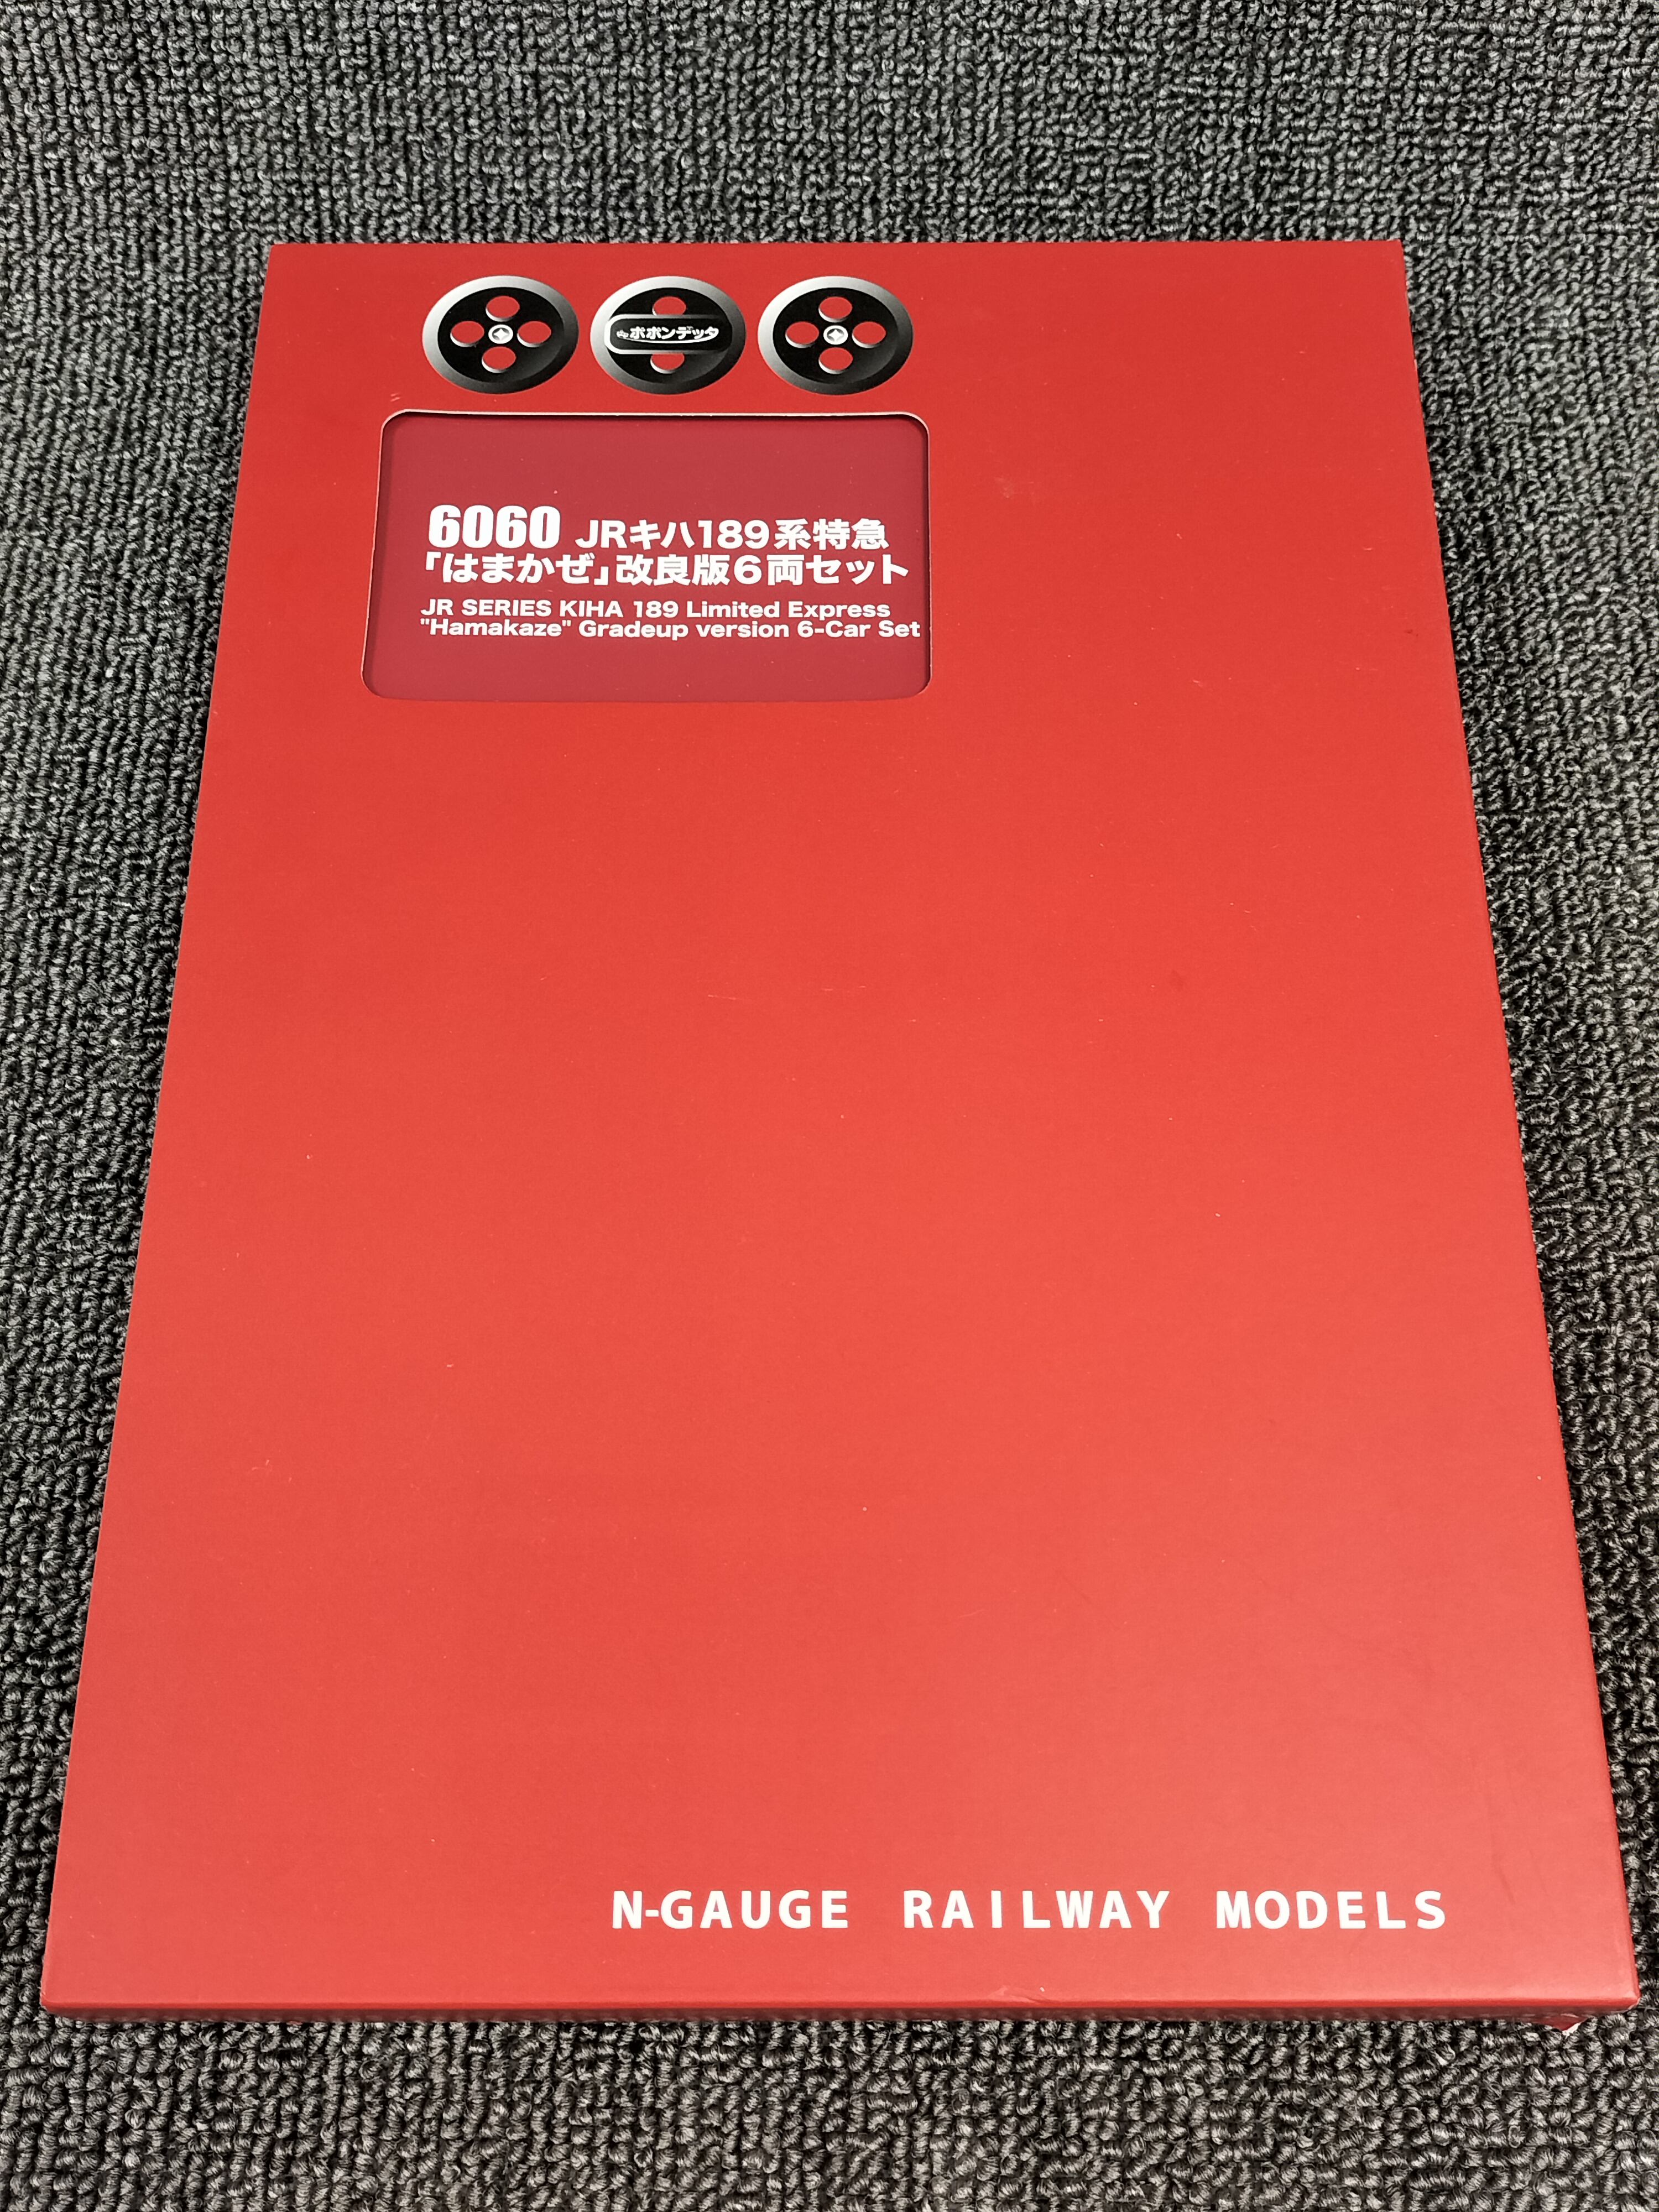 ポポンデッタ
6060 JRキハ189系特急
「はまかぜ」改良版6両セット
JR SERIES KIHA 189 Limited Express
"Hamakaze" Gradeup version 6-Car Set
N-GAUGE RAILWAY MODELS